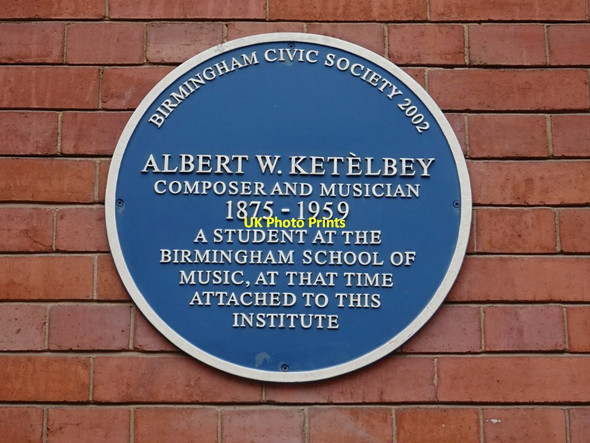 BIRMINGHAM CIVIC SOCIETY 2002
ALBERT W. KETÈLBEY
COMPOSER AND MUSICIAN
1875 - 1959
UK Photo Prints
A STUDENT AT THE
BIRMINGHAM SCHOOL OF
MUSIC, AT THAT TIME
ATTACHED TO THIS
INSTITUTE